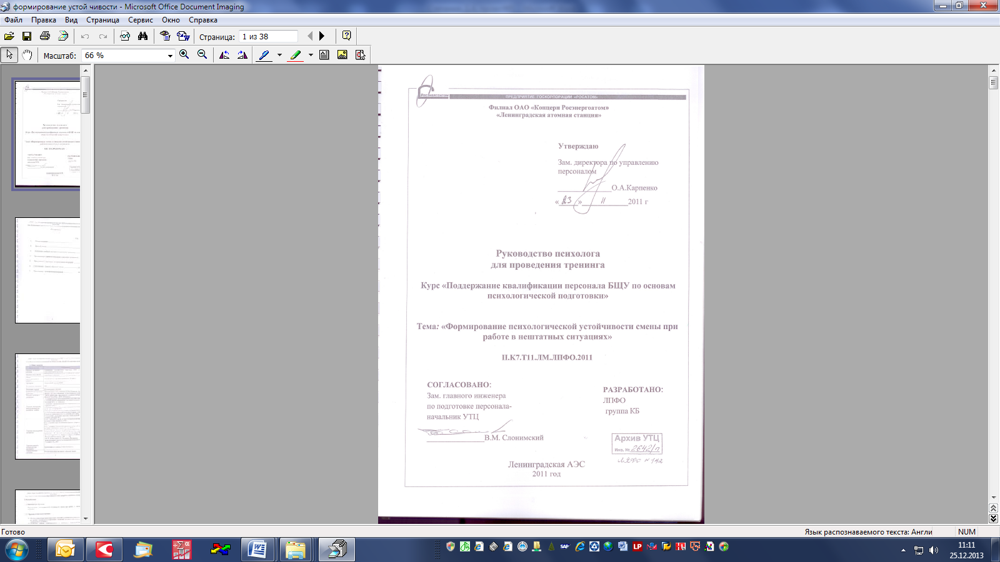 формирование устой чивости - Microsoft Office Document Imaging
Файл Правка Вид Страница Сервис Окно Справка
Страница: 1 из 38
Масштаб: 66 %
РОСЭНЕРГОАТОМ
ПРЕДПРИЯТИЕ ГОСКОРПОРАЦИИ «РОСАТОМ»
Филиал ОАО «Концерн Росэнергоатом»
«Ленинградская атомная станция»
Утверждаю
Зам. директора по управлению
персоналом
О.А.Карпенко
« 23 » 11 2011 г
Руководство психолога
для проведения тренинга
Курс «Поддержание квалификации персонала БЩУ по основам
психологической подготовки»
Тема: «Формирование психологической устойчивости смены при
работе в нештатных ситуациях»
II.К7.Т11.ЛМ.ЛПФО.2011
СОГЛАСОВАНО:
Зам. главного инженера
по подготовке персонала-
начальник УТЦ
В.М. Слонимский
РАЗРАБОТАНО:
ЛПФО
группа КБ
Архив УТЦ
Инв. № 2642/п
ЛПФО N 142
Ленинградская АЭС
2011 год
Готово
Язык распознаваемого текста: Англи
NUM
SAP
LP
11:11
25.12.2013